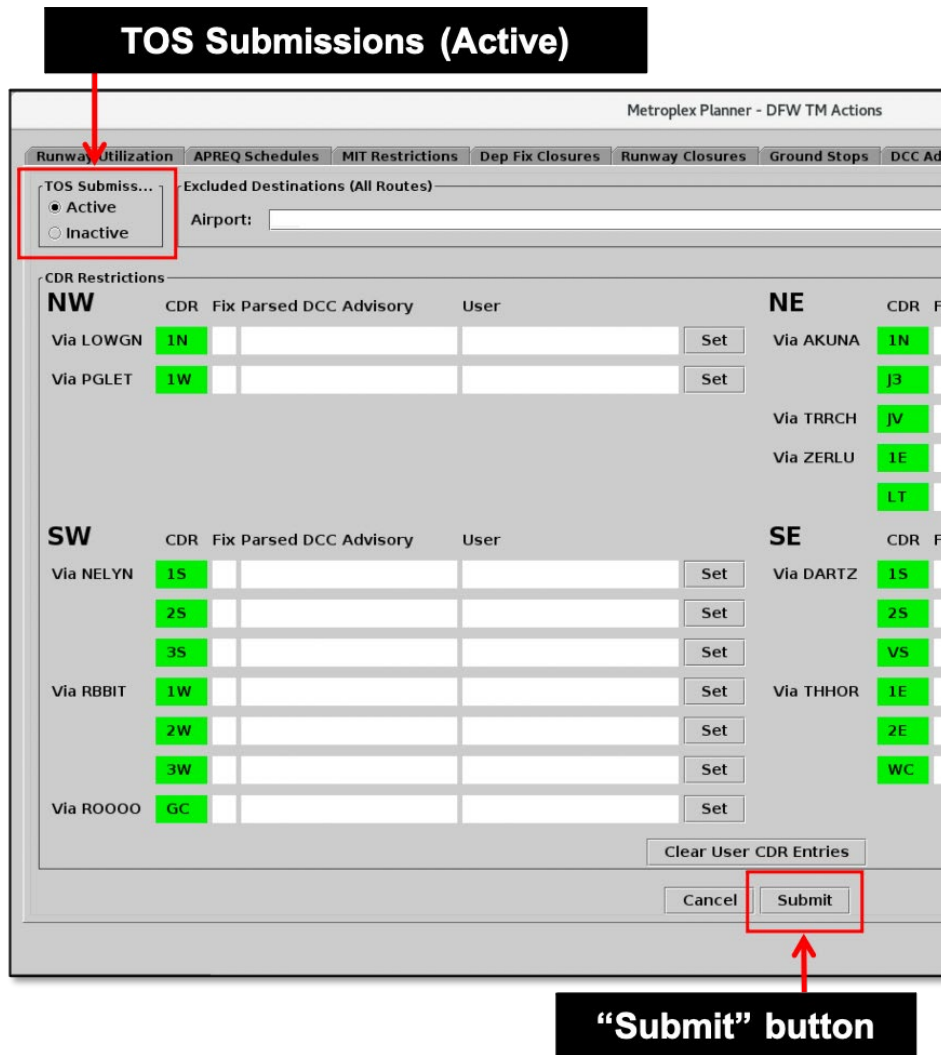 TOS Submissions (Active)
Metroplex Planner - DFW TM Actions
Runway Utilization APREQ Schedules MIT Restrictions Dep Fix Closures Runway Closures Ground Stops DCC Ad
TOS Submiss... Excluded Destinations (All Routes)
Active
Airport:
Inactive
CDR Restrictions
NW CDR Fix Parsed DCC Advisory User NE CDR F
Via LOWGN 1N Set Via AKUNA 1N
Via PGLET 1W Set J3
Via TRRCH JV
Via ZERLU 1E
LT
SW CDR Fix Parsed DCC Advisory User SE CDR F
Via NELYN 1S Set Via DARTZ 1S
2S Set 2S
3S Set VS
Via RBBIT 1W Set Via THHOR 1E
2W Set 2E
3W Set WC
Via ROOOO GC Set
Clear User CDR Entries
Cancel Submit
“Submit” button